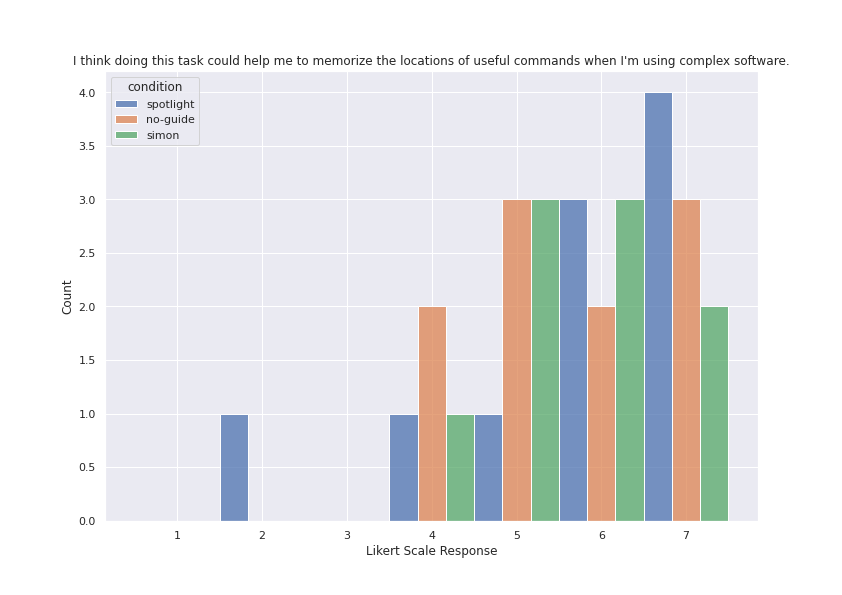 I think doing this task could help me to memorize the locations of useful commands when I'm using complex software.
condition
spotlight
no-guide
simon
4.0
3.5
3.0
2.5
2.0
1.5
1.0
0.5
0.0
Count
1 2 3 4 5 6 7
Likert Scale Response